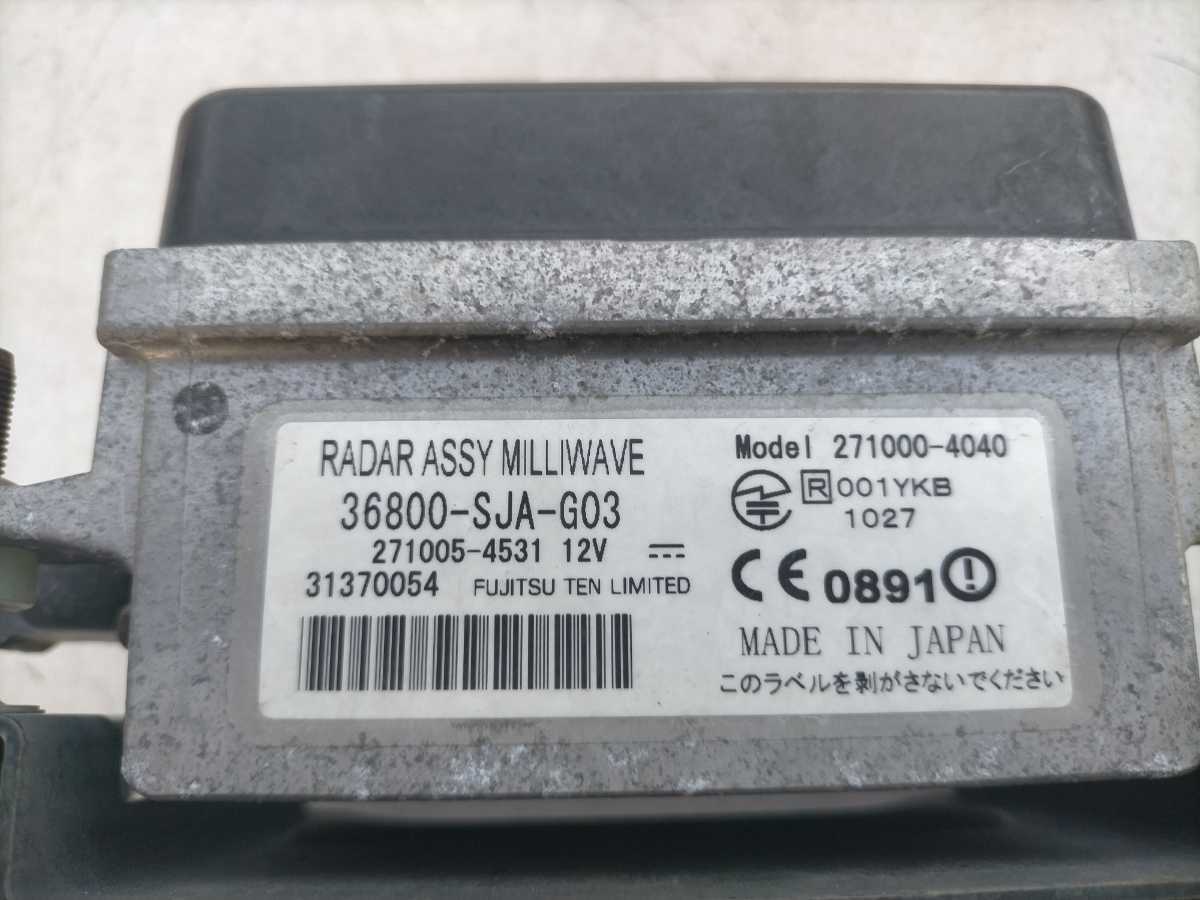 RADAR ASSY MILLIWAVE
36800-SJA-G03
271005-4531 12V
31370054 FUJITSU TEN LIMITED
Model 271000-4040
R 001YKB
1027
CE 0891
MADE IN JAPAN
このラベルを剥がさないでください